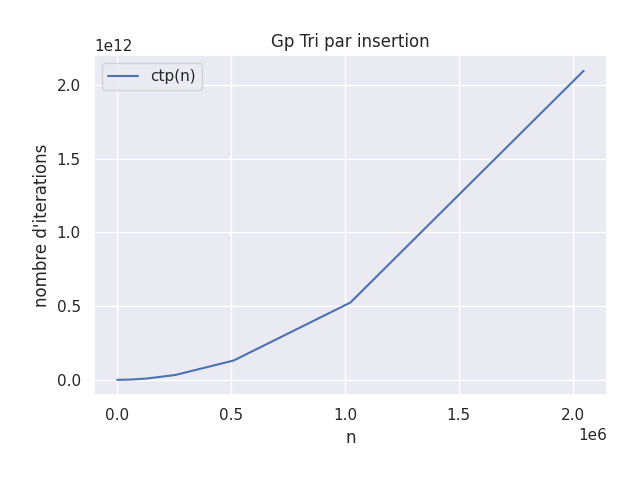 Gp Tri par insertion
1e12
ctp(n)
2.0
1.5
1.0
0.5
0.0
nombre d'iterations
0.0 0.5 1.0 1.5 2.0
1e6
n